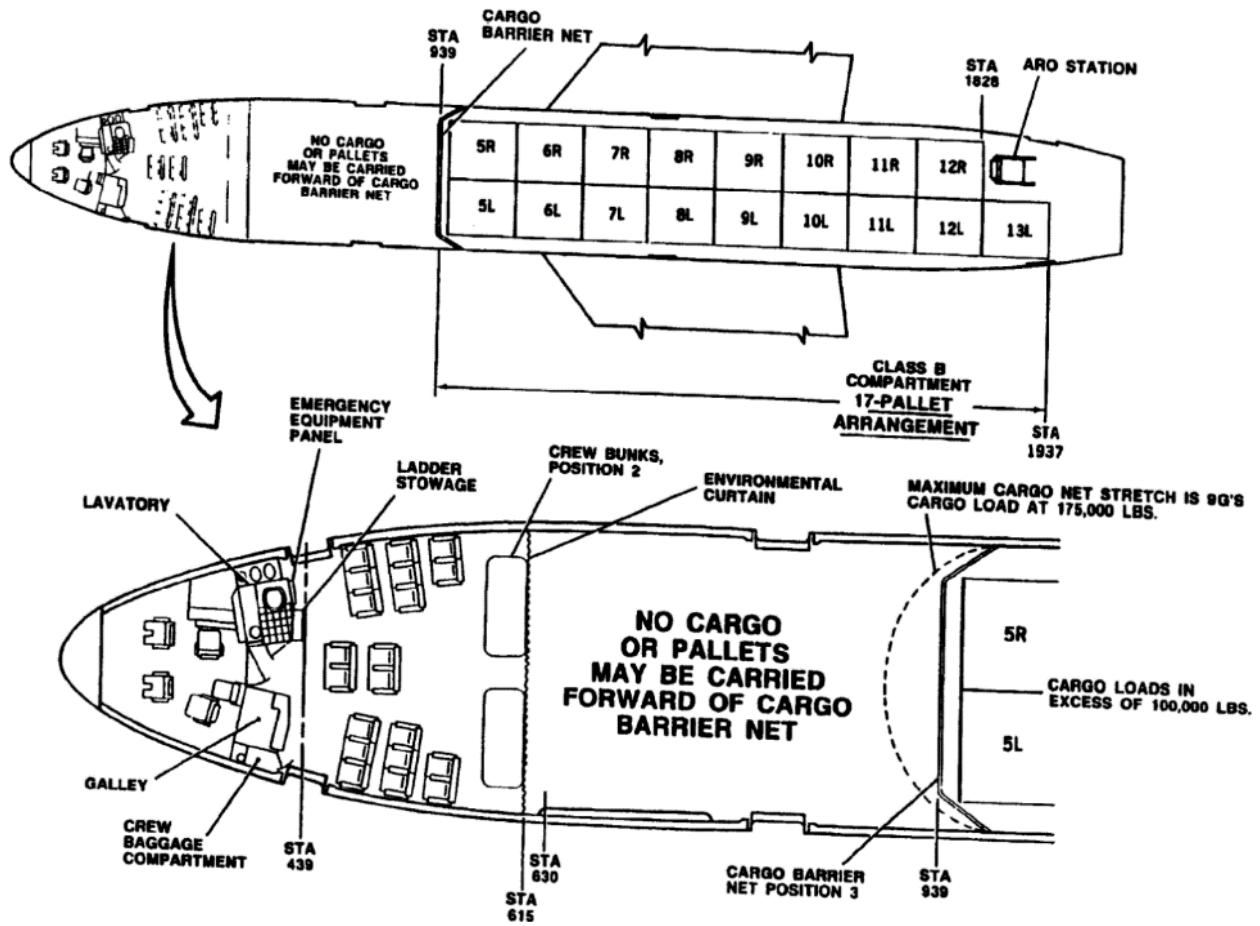 CARGO
BARRIER NET
STA
939
STA
1828
ARO STATION
NO CARGO
OR PALLETS
MAY BE CARRIED
FORWARD OF CARGO
BARRIER NET
5R
6R
7R
8R
9R
10R
11R
12R
5L
6L
7L
8L
9L
10L
11L
12L
13L
CLASS B
COMPARTMENT
17-PALLET
ARRANGEMENT
STA
1937
EMERGENCY
EQUIPMENT
PANEL
LADDER
STOWAGE
LAVATORY
CREW BUNKS,
POSITION 2
ENVIRONMENTAL
CURTAIN
MAXIMUM CARGO NET STRETCH IS 9G'S
CARGO LOAD AT 175,000 LBS.
NO CARGO
OR PALLETS
MAY BE CARRIED
FORWARD OF CARGO
BARRIER NET
5R
CARGO LOADS IN
EXCESS OF 100,000 LBS.
5L
GALLEY
CREW
BAGGAGE
COMPARTMENT
STA
439
STA
630
STA
615
CARGO BARRIER
NET POSITION 3
STA
939